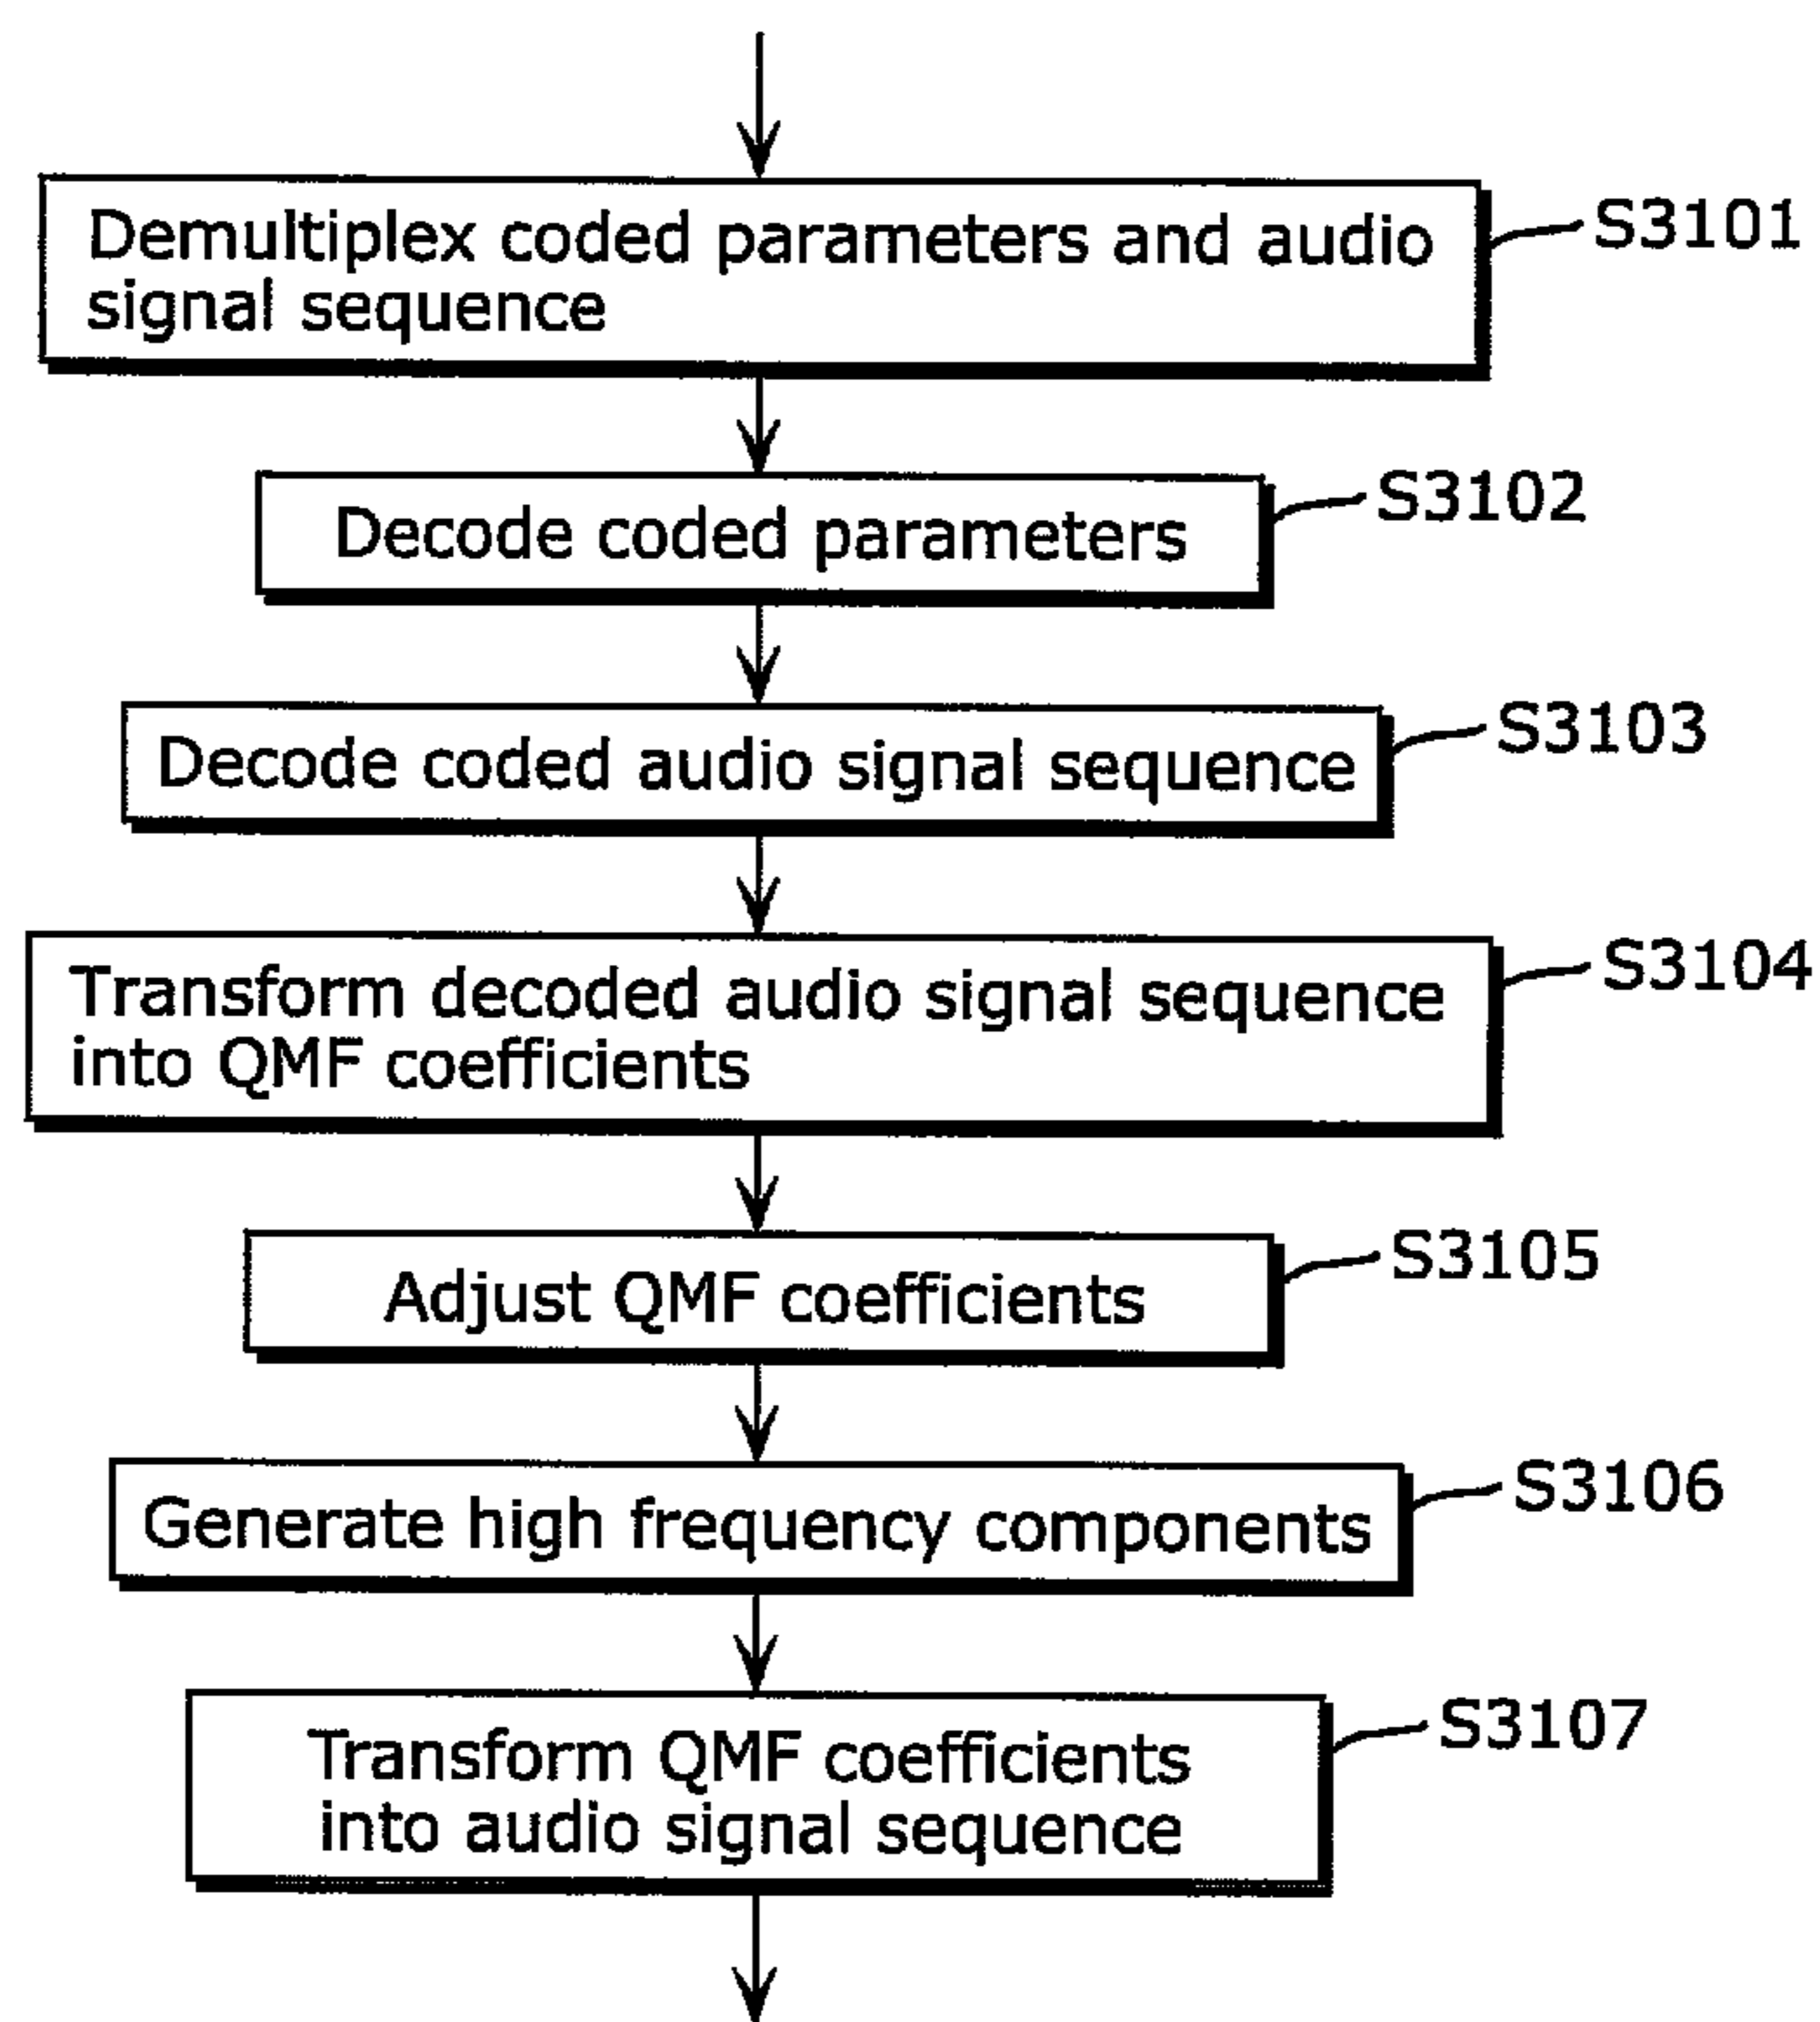 Demultiplex coded parameters and audio
signal sequence
S3101
Decode coded parameters
S3102
Decode coded audio signal sequence
S3103
Transform decoded audio signal sequence
into QMF coefficients
S3104
Adjust QMF coefficients
S3105
Generate high frequency components
S3106
Transform QMF coefficients
into audio signal sequence
S3107